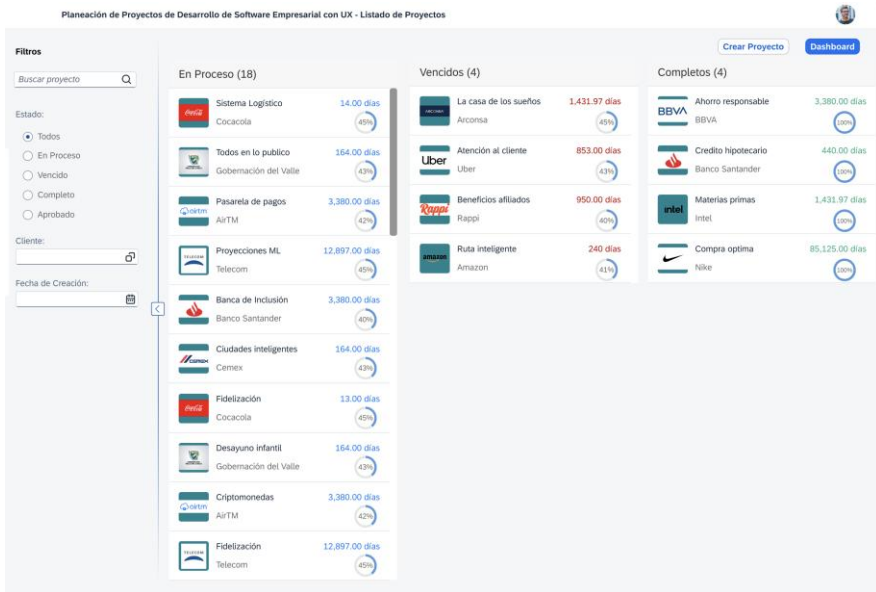 Planeación de Proyectos de Desarrollo de Software Empresarial con UX - Listado de Proyectos
Crear Proyecto
Dashboard
Filtros
Buscar proyecto
Estado:
Todos
En Proceso
Vencido
Completo
Aprobado
Cliente:
Fecha de Creación:
En Proceso (18)
Sistema Logístico 14.00 días
Cocacola 45%
Todos en lo publico 164.00 días
Gobernación del Valle 43%
airtm
Pasarela de pagos 3,380.00 días
AirTM 42%
TELECOM
Proyecciones ML 12,897.00 días
Telecom 45%
Banca de Inclusión 3,380.00 días
Banco Santander 40%
CEMEX
Ciudades inteligentes 164.00 días
Cemex 43%
Fidelización 13.00 días
Cocacola 45%
Desayuno infantil 164.00 días
Gobernación del Valle 43%
airtm
Criptomonedas 3,380.00 días
AirTM 42%
TELECOM
Fidelización 12,897.00 días
Telecom 45%
Vencidos (4)
ARCONSA
La casa de los sueños 1,431.97 días
Arconsa 45%
Uber
Atención al cliente 853.00 días
Uber 43%
Rappi
Beneficios afiliados 950.00 días
Rappi 40%
amazon
Ruta inteligente 240 días
Amazon 41%
Completos (4)
BBVA
Ahorro responsable 3,380.00 días
BBVA 100%
Credito hipotecario 440.00 días
Banco Santander 100%
intel
Materias primas 1,431.97 días
Intel 100%
Compra optima 85,125.00 días
Nike 100%